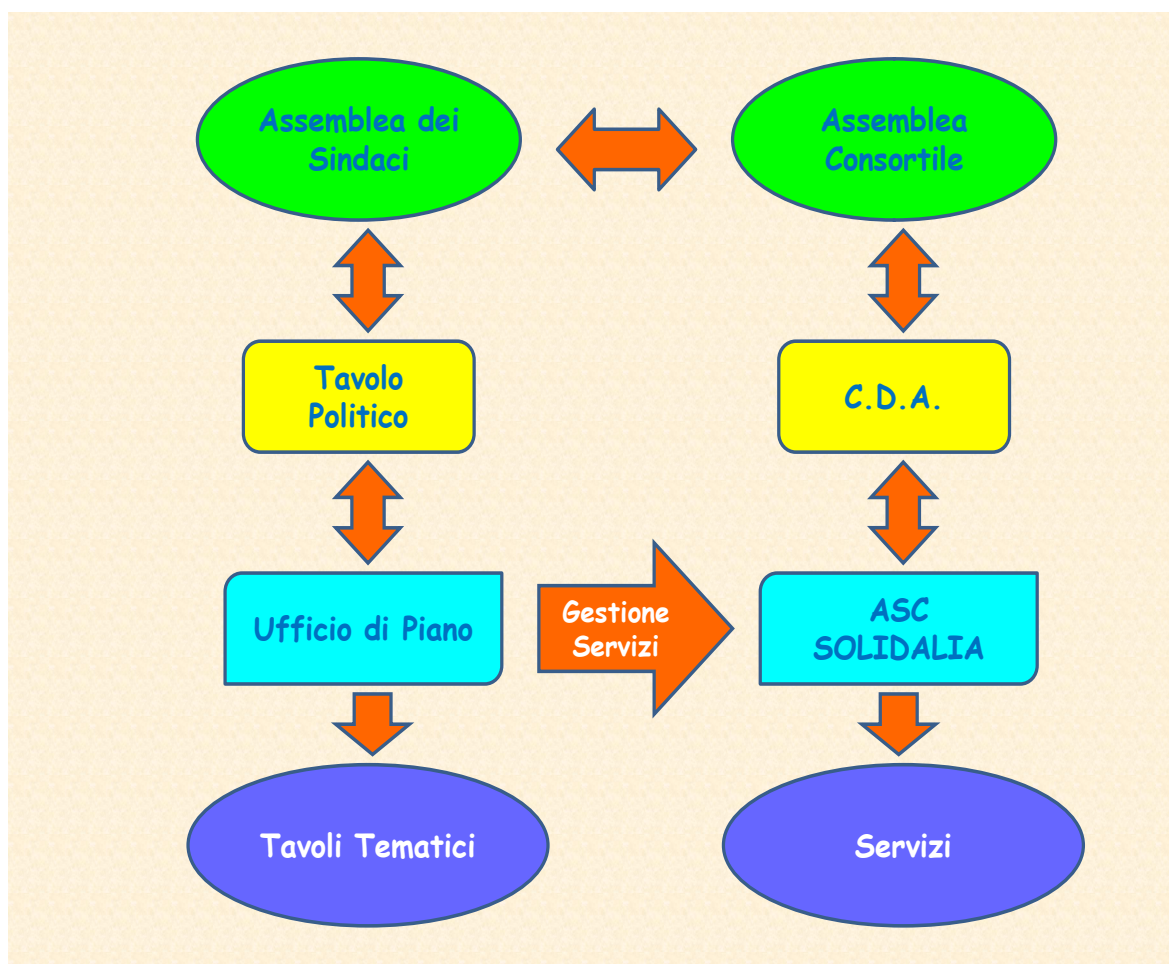 Assemblea dei
Sindaci
Assemblea
Consortile
Tavolo
Politico
C.D.A.
Ufficio di Piano
Gestione
Servizi
ASC
SOLIDALIA
Tavoli Tematici
Servizi